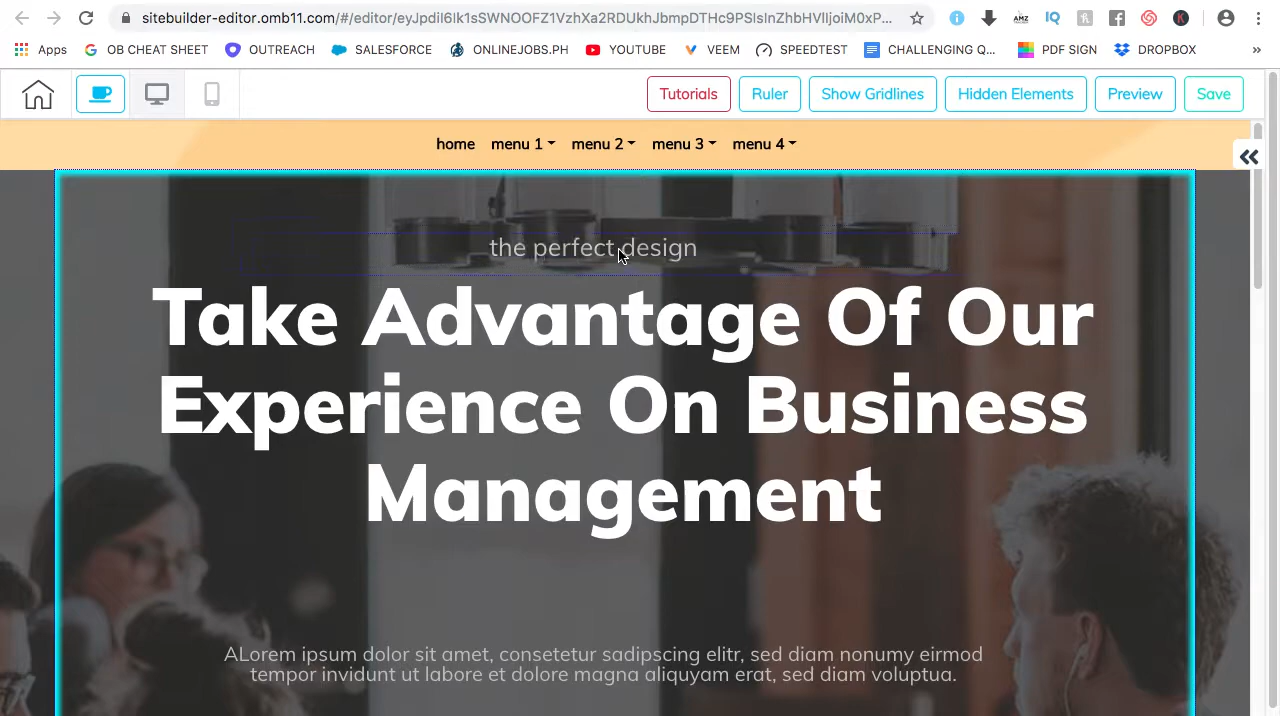 sitebuilder-editor.omb11.com/#/editor/eyJpdiI6Ik1sSWNOOFZ1VzhXa2RDUkhJbmpDTHc9PSIsInZhbHVlIjoiM0xP...
Apps OB CHEAT SHEET OUTREACH SALESFORCE ONLINEJOBS.PH YOUTUBE VEEM SPEEDTEST CHALLENGING Q... PDF SIGN DROPBOX »
Tutorials Ruler Show Gridlines Hidden Elements Preview Save
home menu 1 menu 2 menu 3 menu 4
the perfect design
Take Advantage Of Our
Experience On Business
Management
ALorem ipsum dolor sit amet, consetetur sadipscing elitr, sed diam nonumy eirmod
tempor invidunt ut labore et dolore magna aliquyam erat, sed diam voluptua.